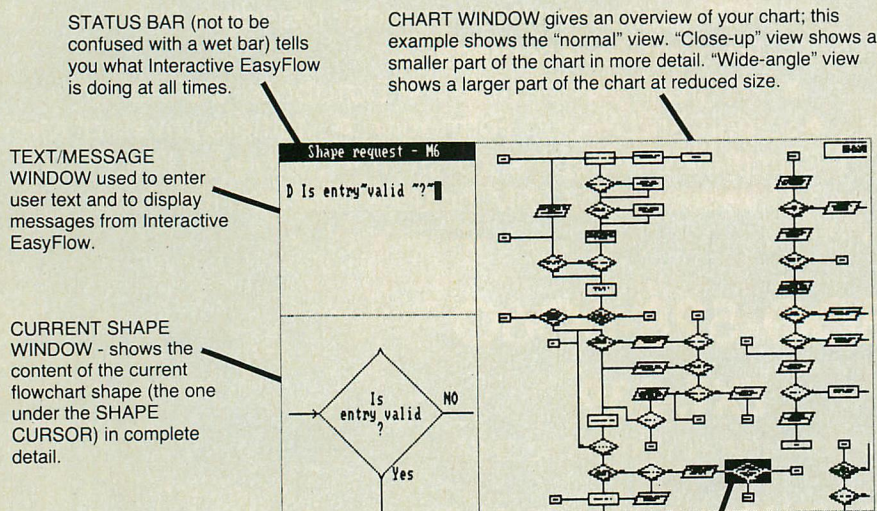 STATUS BAR (not to be
confused with a wet bar) tells
you what Interactive EasyFlow
is doing at all times.
CHART WINDOW gives an overview of your chart; this
example shows the “normal” view. “Close-up” view shows a
smaller part of the chart in more detail. “Wide-angle” view
shows a larger part of the chart at reduced size.
TEXT/MESSAGE
WINDOW used to enter
user text and to display
messages from Interactive
EasyFlow.
Shape request - M6
D Is entry~valid ~?~
CURRENT SHAPE
WINDOW - shows the
content of the current
flowchart shape (the one
under the SHAPE
CURSOR) in complete
detail.
Is
entry valid
?
NO
Yes